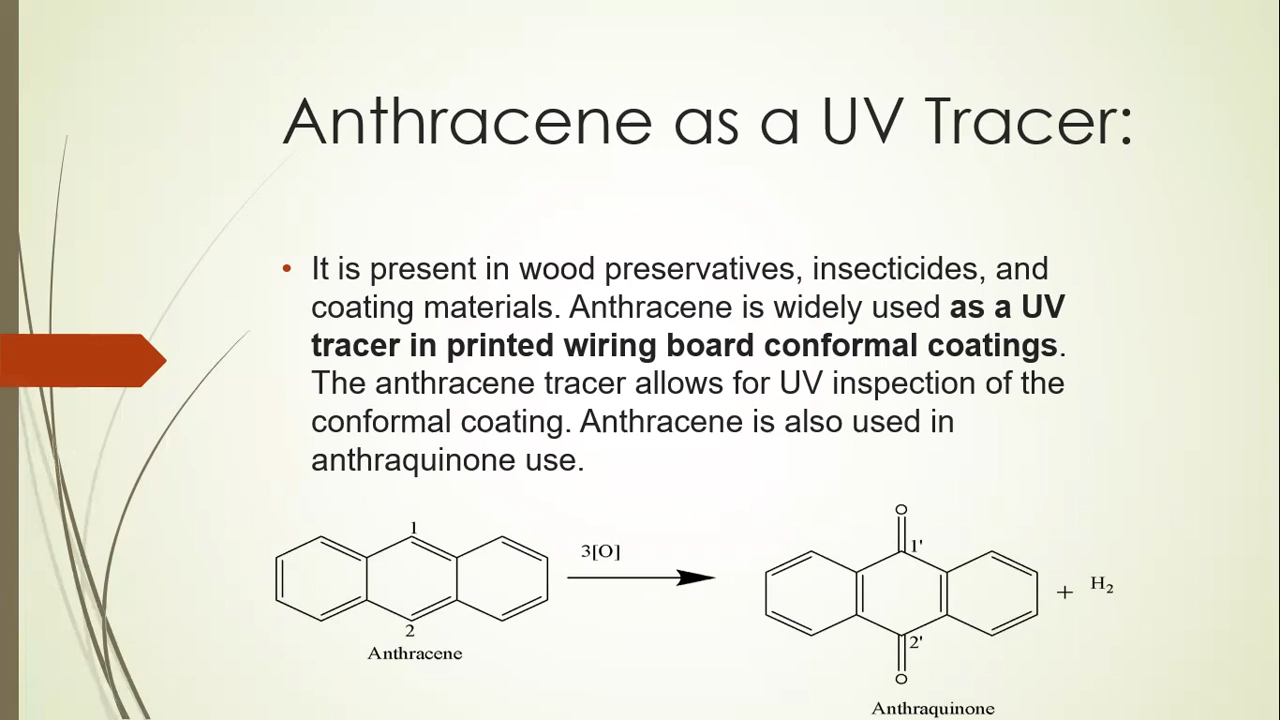 Anthracene as a UV Tracer:
• It is present in wood preservatives, insecticides, and
coating materials. Anthracene is widely used as a UV
tracer in printed wiring board conformal coatings.
The anthracene tracer allows for UV inspection of the
conformal coating. Anthracene is also used in
anthraquinone use.
1
2
Anthracene
3[O]
O
1'
2'
O
Anthraquinone
+ H₂